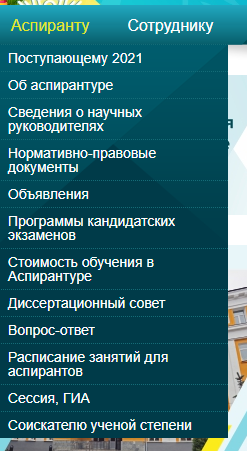 Аспиранту Сотруднику
Поступающему 2021
Об аспирантуре
Сведения о научных
руководителях
Нормативно-правовые
документы
Объявления
Программы кандидатских
экзаменов
Стоимость обучения в
Аспирантуре
Диссертационный совет
Вопрос-ответ
Расписание занятий для
аспирантов
Сессия, ГИА
Соискателю ученой степени